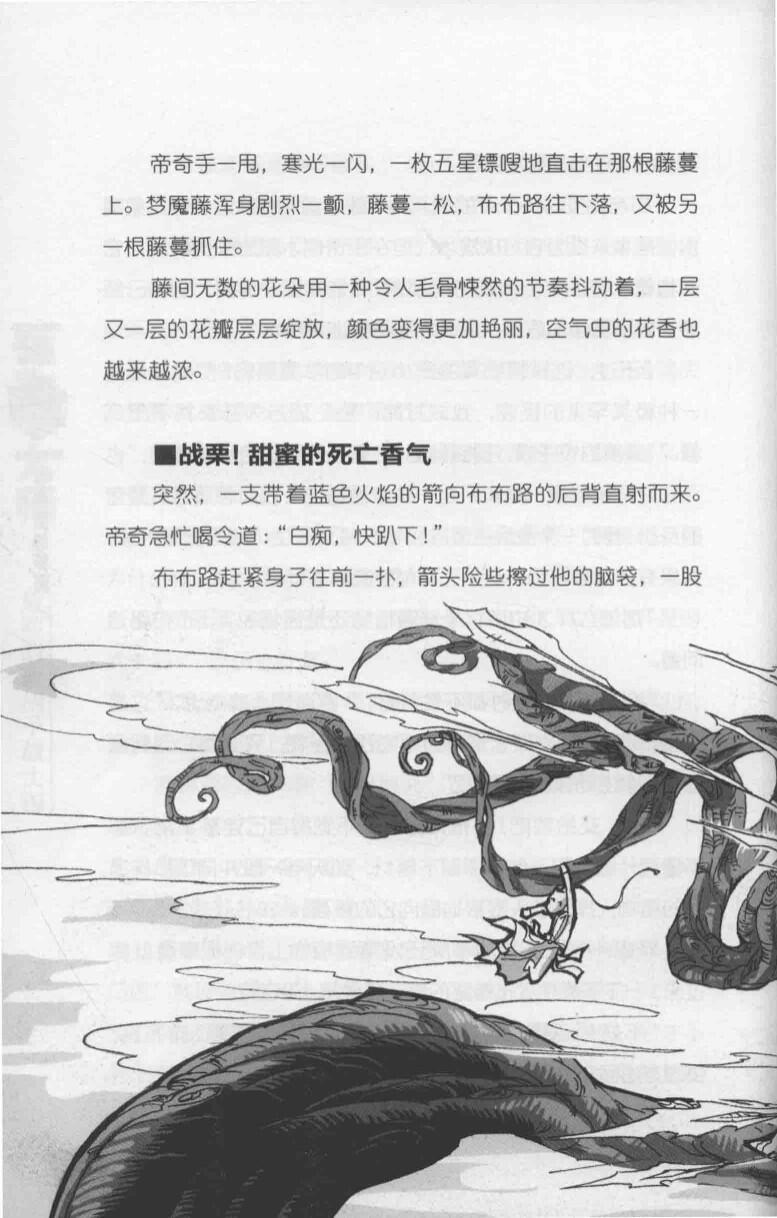 帝奇手一甩，寒光一闪，一枚五星镖嗖地直击在那根藤蔓
上。梦魇藤浑身剧烈一颤，藤蔓一松，布布路往下落，又被另
一根藤蔓抓住。
藤间无数的花朵用一种令人毛骨悚然的节奏抖动着，一层
又一层的花瓣层层绽放，颜色变得更加艳丽，空气中的花香也
越来越浓。
■战栗！甜蜜的死亡香气
突然，一支带着蓝色火焰的箭向布布路的后背直射而来。
帝奇急忙喝令道：“白痴，快趴下！”
布布路赶紧身子往前一扑，箭头险些擦过他的脑袋，一股